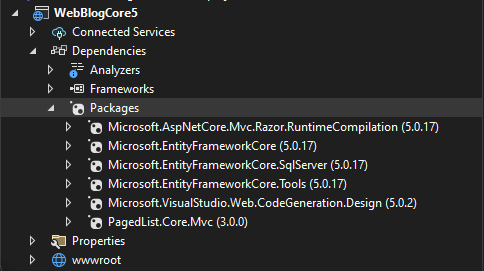 WebBlogCore5
Connected Services
Dependencies
Analyzers
Frameworks
Packages
Microsoft.AspNetCore.Mvc.Razor.RuntimeCompilation (5.0.17)
Microsoft.EntityFrameworkCore (5.0.17)
Microsoft.EntityFrameworkCore.SqlServer (5.0.17)
Microsoft.EntityFrameworkCore.Tools (5.0.17)
Microsoft.VisualStudio.Web.CodeGeneration.Design (5.0.2)
PagedList.Core.Mvc (3.0.0)
Properties
wwwroot